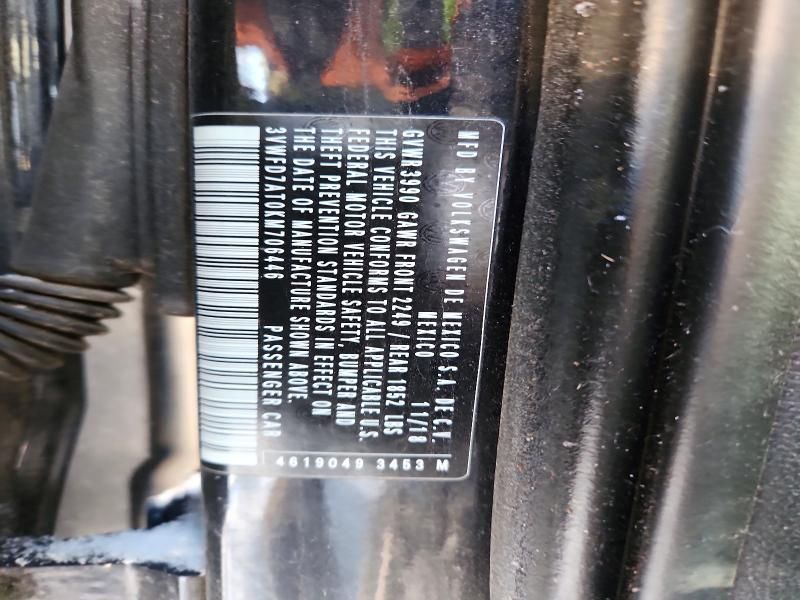 MFD BY VOLKSWAGEN DE MEXICO S.A. DE C.V.
MEXICO 11/18
GVWR 3990 GAWR FRONT 2249 / REAR 1852 LBS
THIS VEHICLE CONFORMS TO ALL APPLICABLE U.S.
FEDERAL MOTOR VEHICLE SAFETY, BUMPER AND
THEFT PREVENTION STANDARDS IN EFFECT ON
THE DATE OF MANUFACTURE SHOWN ABOVE.
3VWFD7AT0KM706446 PASSENGER CAR
4619049 3453 M